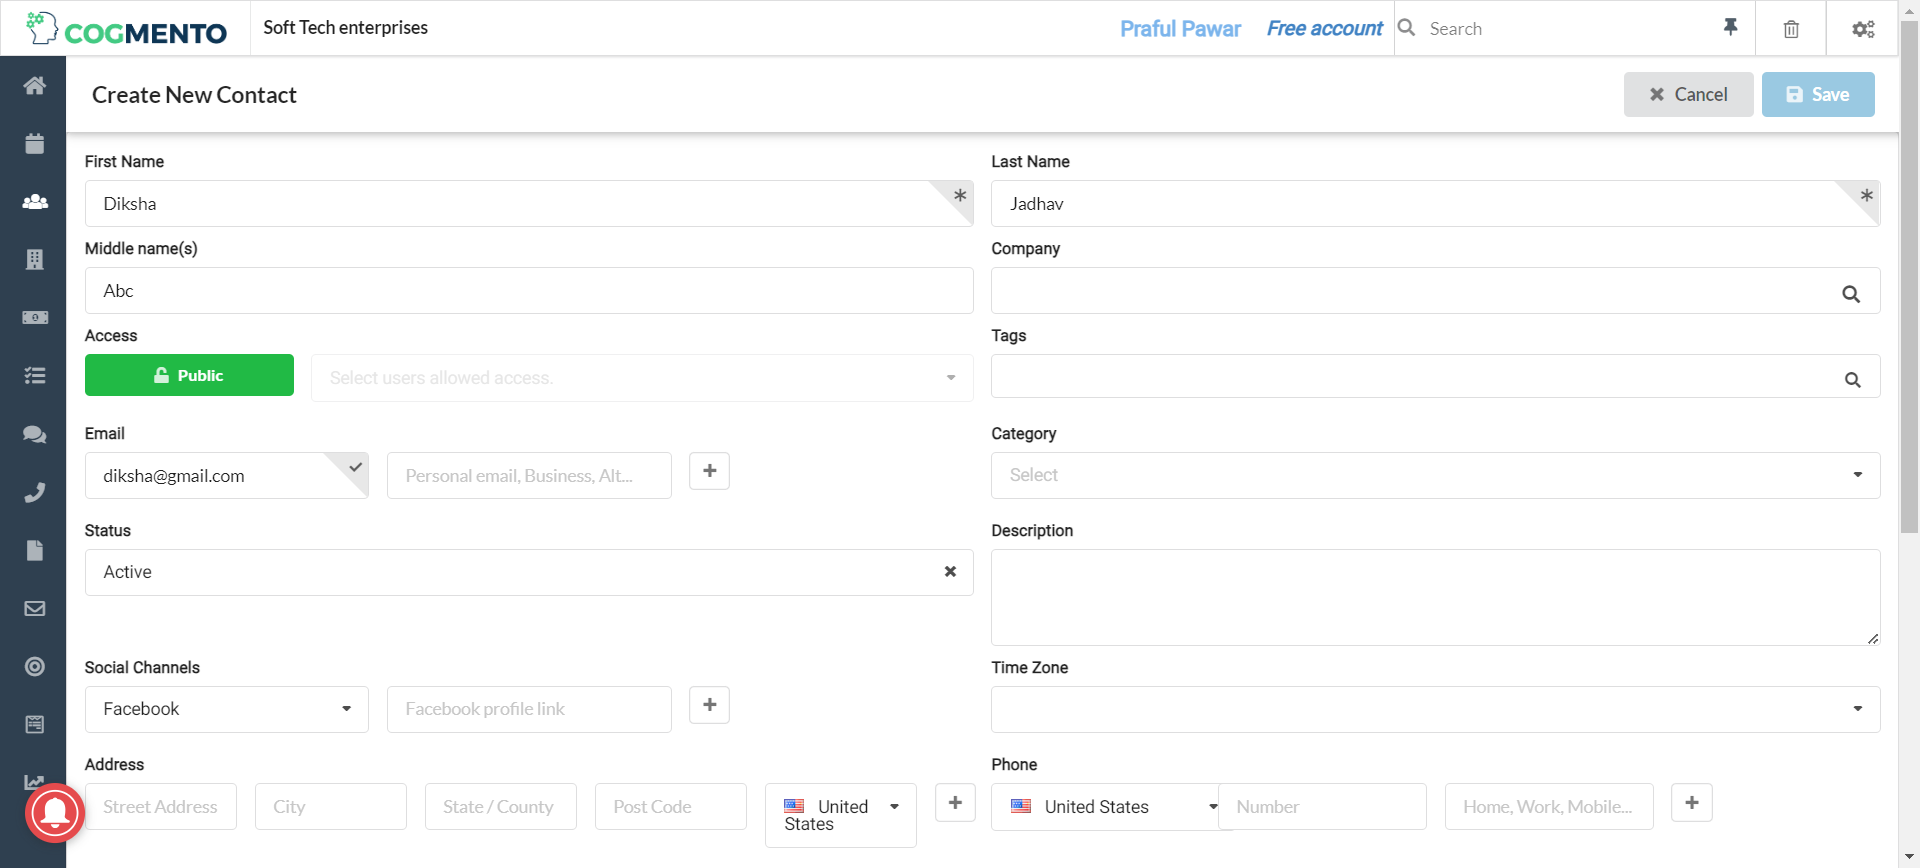 COGMENTO
Soft Tech enterprises
Praful Pawar
Free account
Search
Create New Contact
Cancel
Save
First Name
Last Name
Diksha
Jadhav
Middle name(s)
Company
Abc
Access
Tags
Public
Select users allowed access.
Email
Category
diksha@gmail.com
Personal email, Business, Alt...
Select
Status
Description
Active
Social Channels
Time Zone
Facebook
Facebook profile link
Address
Phone
Street Address
City
State / County
Post Code
United
States
United States
Number
Home, Work, Mobile...